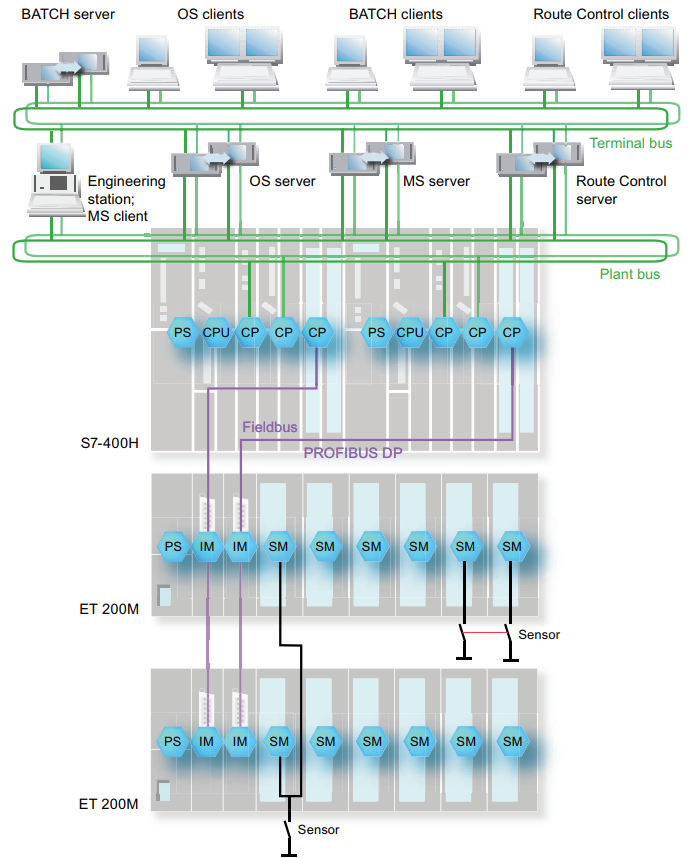 BATCH server
OS clients
BATCH clients
Route Control clients
Terminal bus
Engineering
station;
MS client
OS server
MS server
Route Control
server
Plant bus
PS CPU CP CP CP PS CPU CP CP CP
Fieldbus
S7-400H
PROFIBUS DP
PS IM IM SM SM SM SM SM SM
ET 200M
Sensor
PS IM IM SM SM SM SM SM SM
ET 200M
Sensor